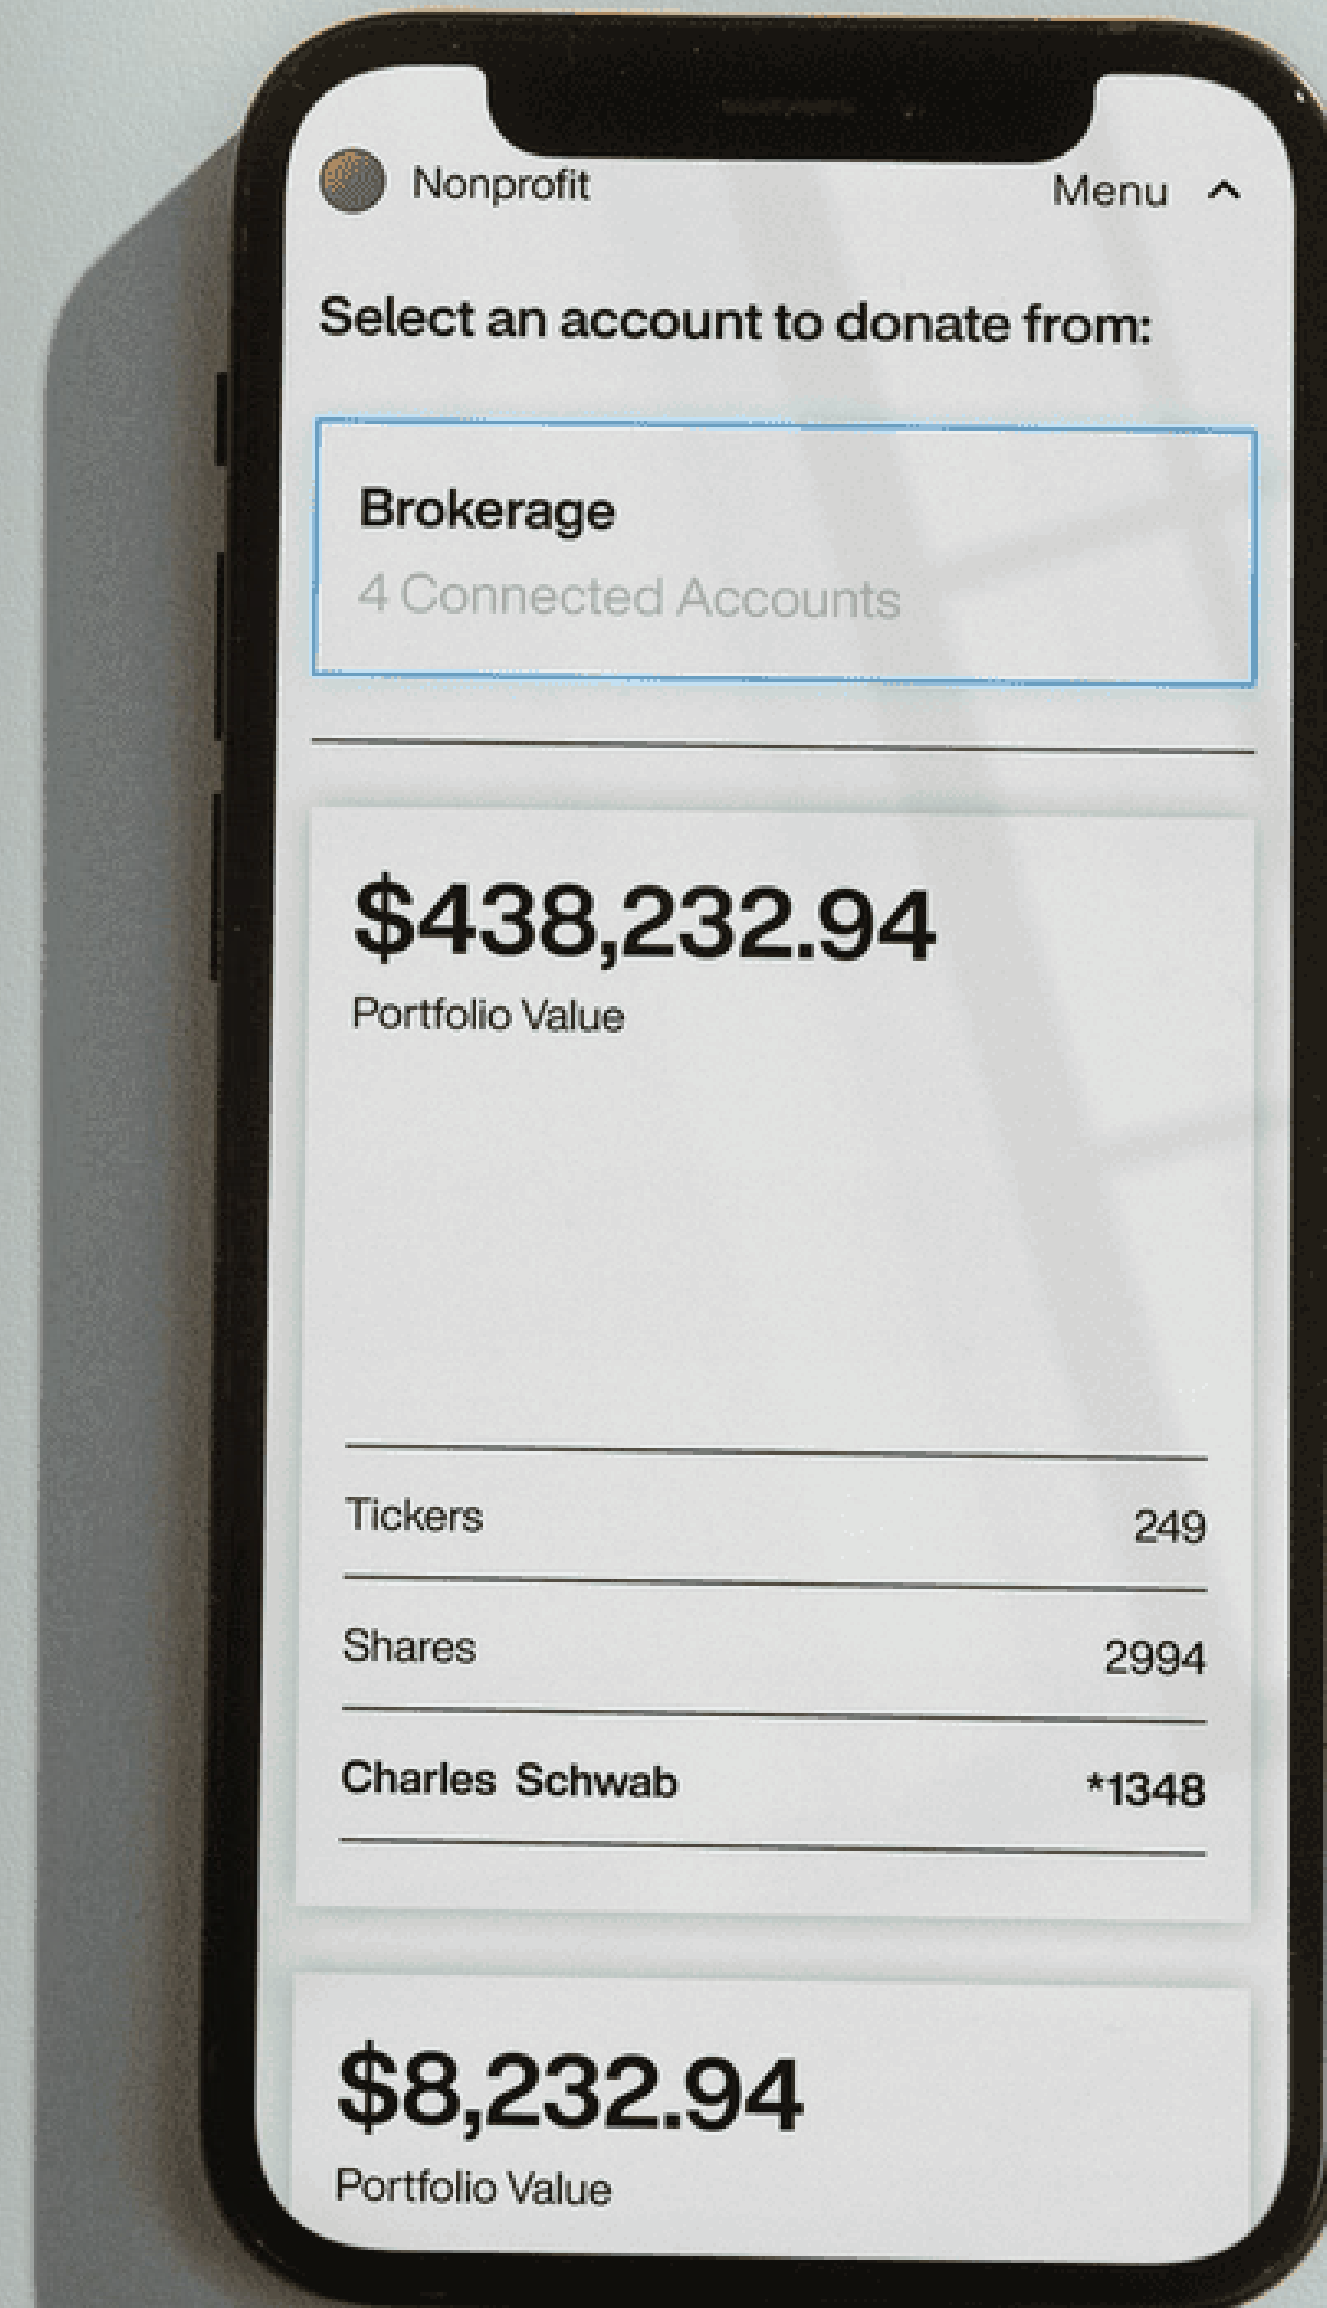 Nonprofit
Menu
Select an account to donate from:
Brokerage
4 Connected Accounts
$438,232.94
Portfolio Value
Tickers 249
Shares 2994
Charles Schwab *1348
$8,232.94
Portfolio Value